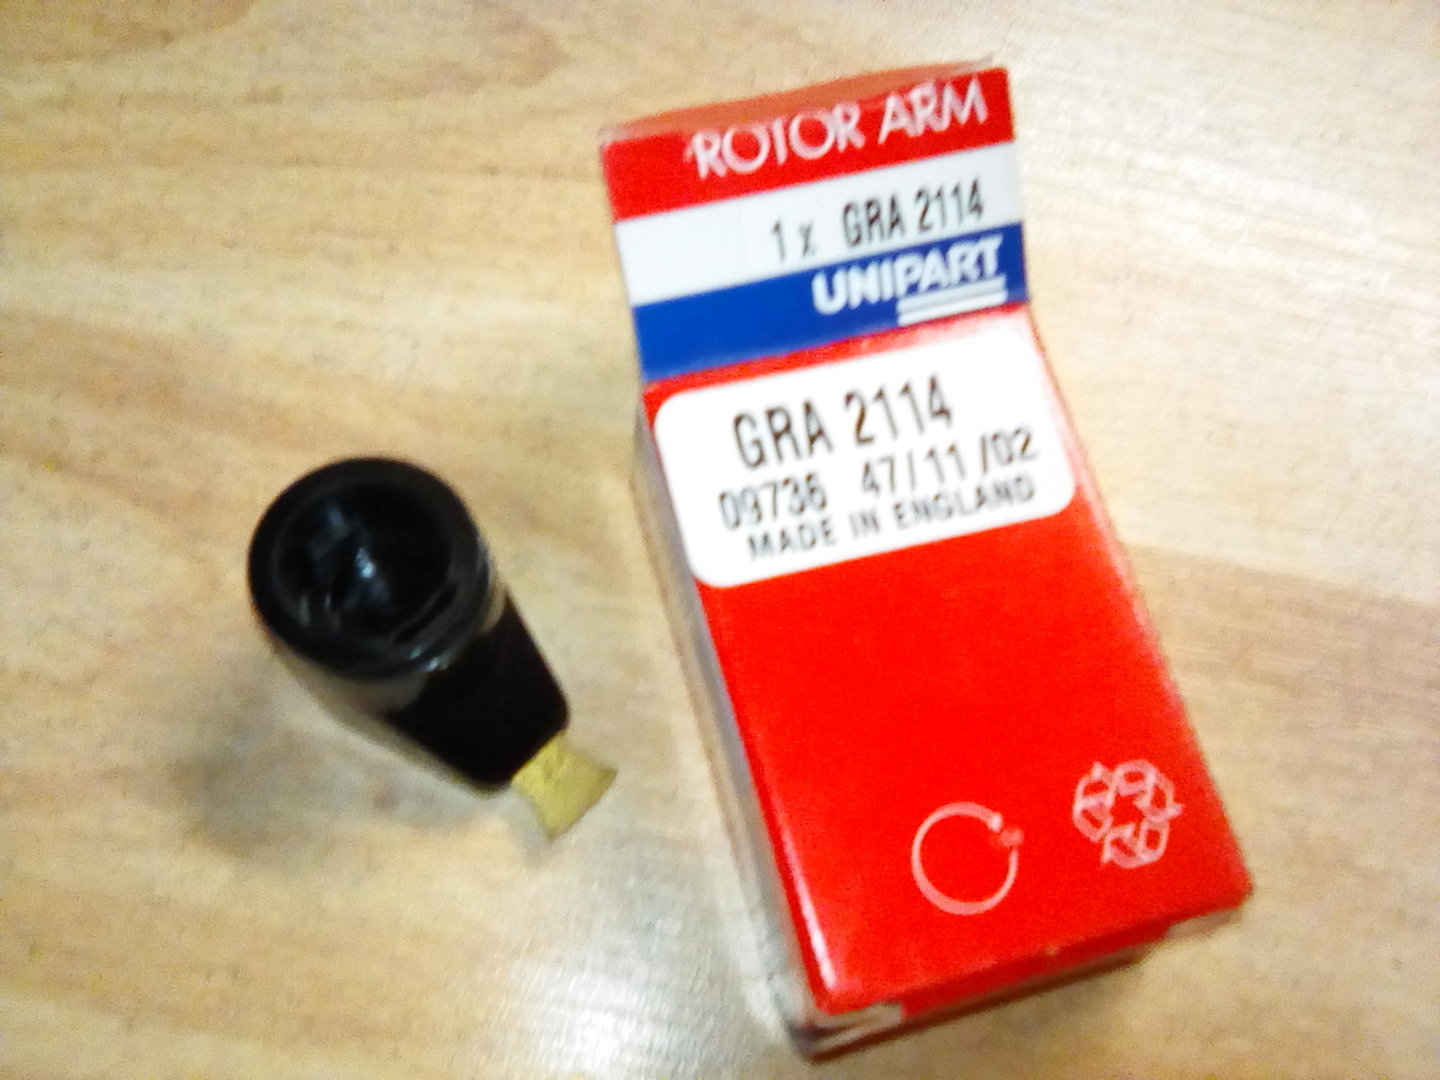 ROTOR ARM
1 x GRA 2114
UNIPART
GRA 2114
09736 47/11/02
MADE IN ENGLAND